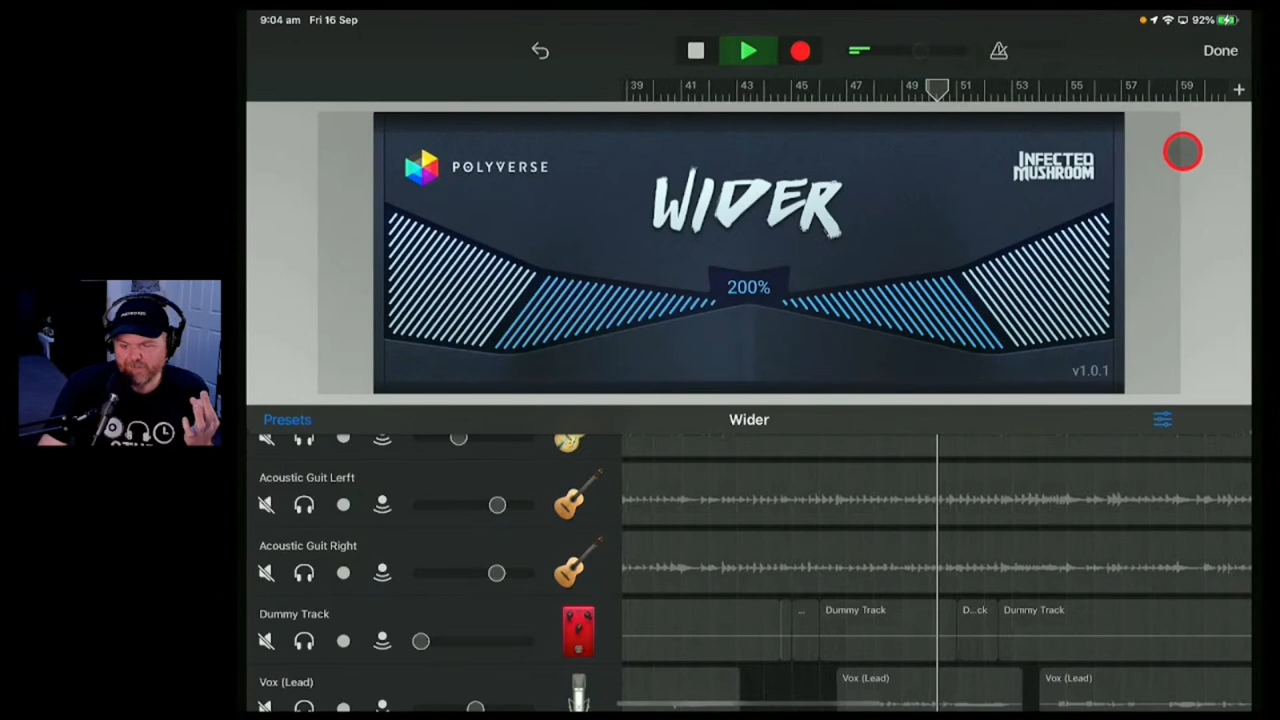 9:04 am Fri 16 Sep
92%
Done
39 41 43 45 47 49 51 53 55 57 59
POLYVERSE
WIDER
INFECTED
MUSHROOM
200%
v1.0.1
Presets
Wider
Acoustic Guit Lerft
Acoustic Guit Right
Dummy Track
... Dummy Track D...ck Dummy Track
Vox (Lead)
Vox (Lead) Vox (Lead)